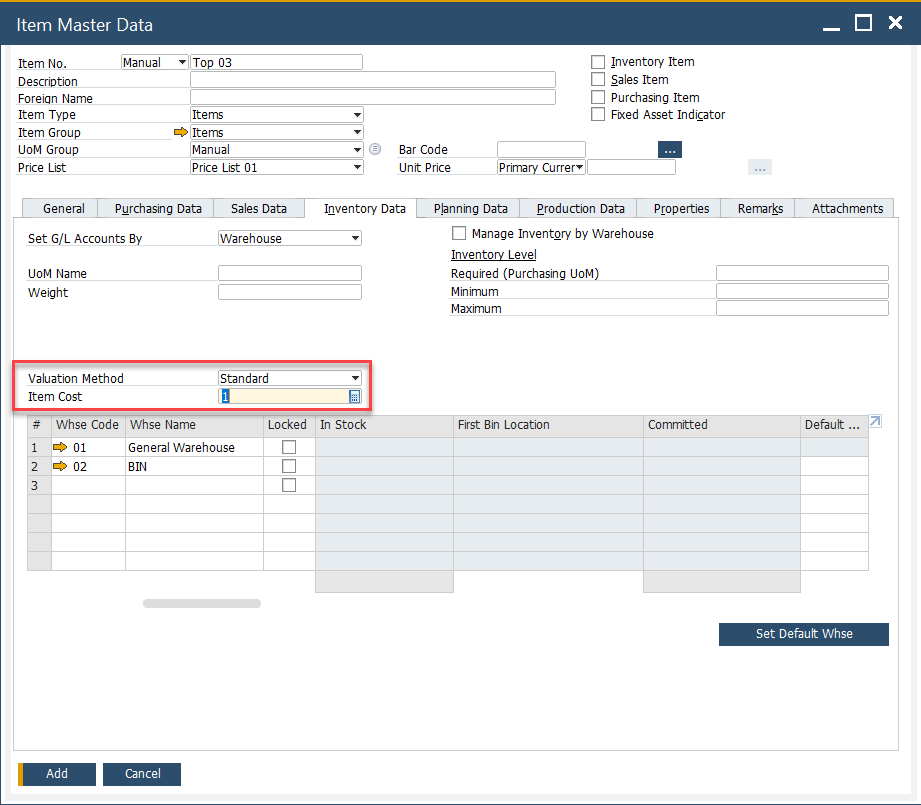 Item Master Data
Item No. Manual Top 03
Description
Foreign Name
Item Type Items
Item Group Items
UoM Group Manual
Price List Price List 01
Inventory Item
Sales Item
Purchasing Item
Fixed Asset Indicator
Bar Code ...
Unit Price Primary Currer ...
General Purchasing Data Sales Data Inventory Data Planning Data Production Data Properties Remarks Attachments
Set G/L Accounts By Warehouse
UoM Name
Weight
Manage Inventory by Warehouse
Inventory Level
Required (Purchasing UoM)
Minimum
Maximum
Valuation Method Standard
Item Cost 1
# Whse Code Whse Name Locked In Stock First Bin Location Committed Default ...
1 01 General Warehouse
2 02 BIN
3
Set Default Whse
Add Cancel